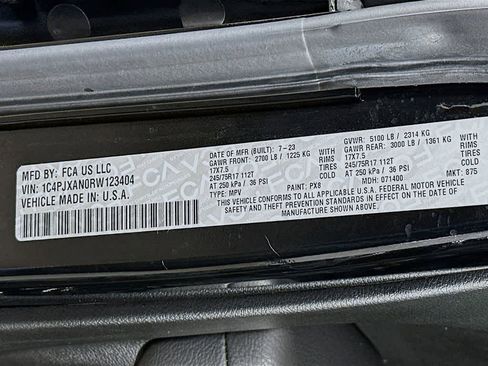 MFD BY: FCA US LLC
VIN: 1C4PJXAN0RW123404
VEHICLE MADE IN: U.S.A.
DATE OF MFR (BUILT): 7-23
GAWR FRONT: 2700 LB / 1225 KG WITH
17X7.5 RIMS
245/75R17 112T TIRES
AT 250 kPa / 36 PSI COLD
TYPE: MPV PAINT: PX8
GVWR: 5100 LB / 2314 KG
GAWR REAR: 3000 LB / 1361 KG WITH
17X7.5 RIMS
245/75R17 112T TIRES
AT 250 kPa / 36 PSI COLD
MDH: 071400 MKT: 875
THIS VEHICLE CONFORMS TO ALL APPLICABLE U.S.A. FEDERAL MOTOR VEHICLE
SAFETY AND THEFT PREVENTION STANDARDS IN EFFECT ON THE DATE OF
MANUFACTURE SHOWN ABOVE.